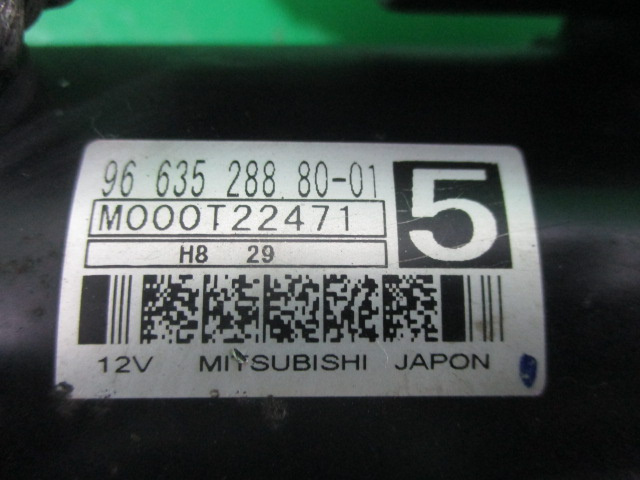 96 635 288 80-01
5
M000T22471
H8 29
12V MITSUBISHI JAPON